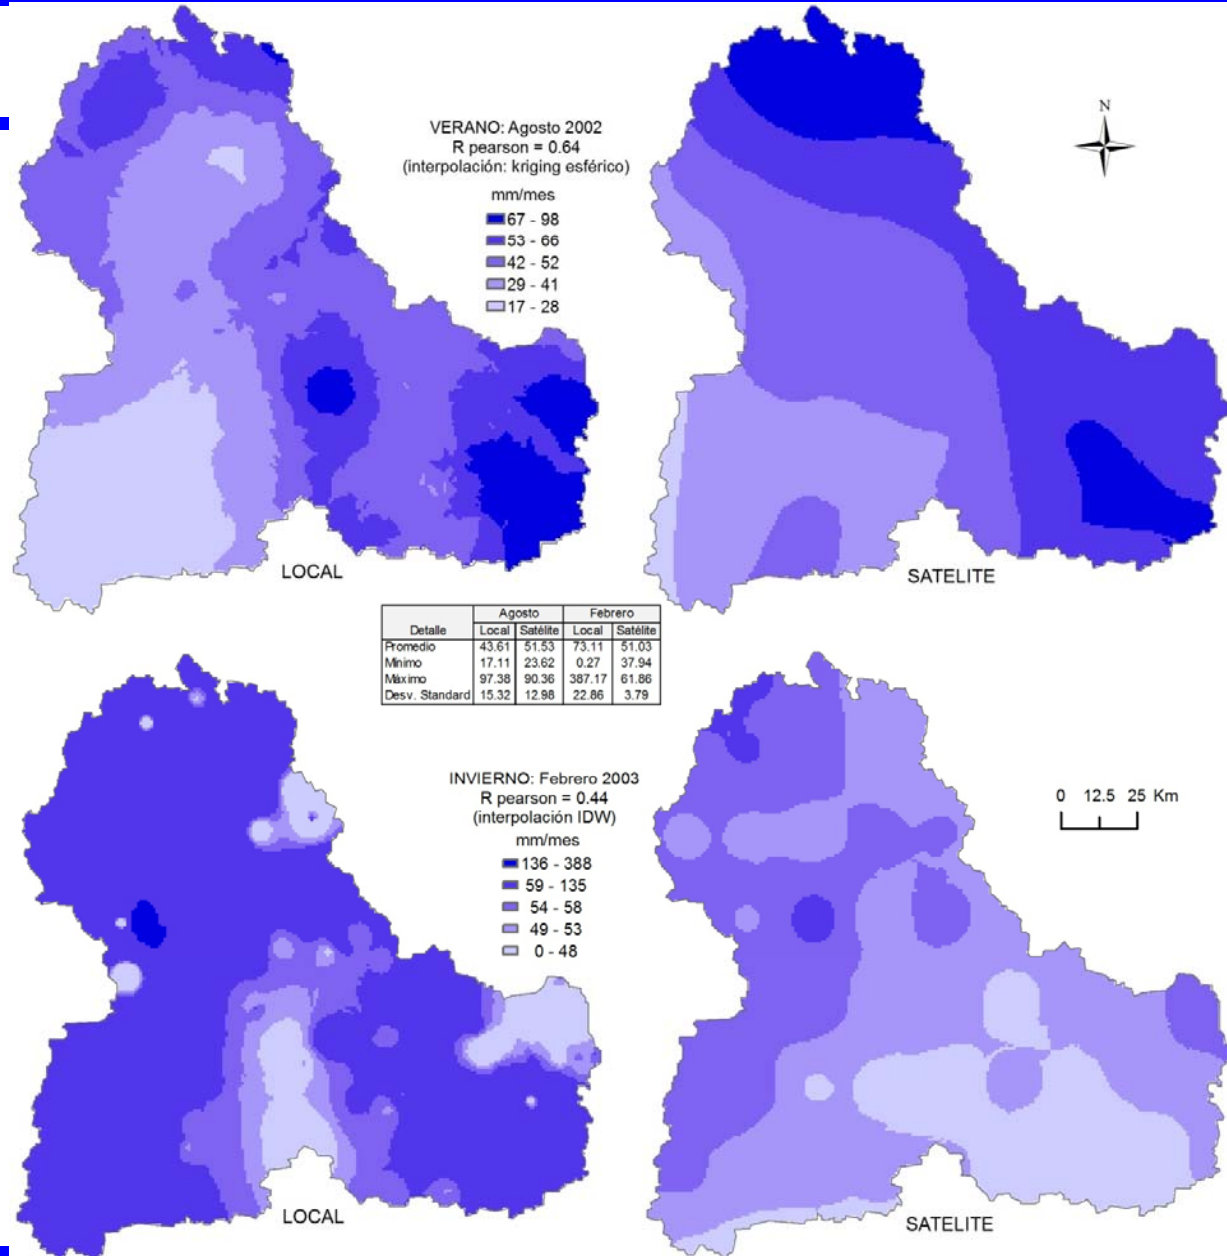 VERANO: Agosto 2002
R pearson = 0.64
(interpolación: kriging esférico)
mm/mes
67 - 98
53 - 66
42 - 52
29 - 41
17 - 28
N
LOCAL
SATELITE
Agosto Febrero
Detalle Local Satélite Local Satélite
Promedio 43.61 51.53 73.11 51.03
Mínimo 17.11 23.62 0.27 37.94
Máximo 97.38 90.36 387.17 61.86
Desv. Standard 15.32 12.98 22.86 3.79
INVIERNO: Febrero 2003
R pearson = 0.44
(interpolación IDW)
mm/mes
136 - 388
59 - 135
54 - 58
49 - 53
0 - 48
0 12.5 25 Km
LOCAL
SATELITE